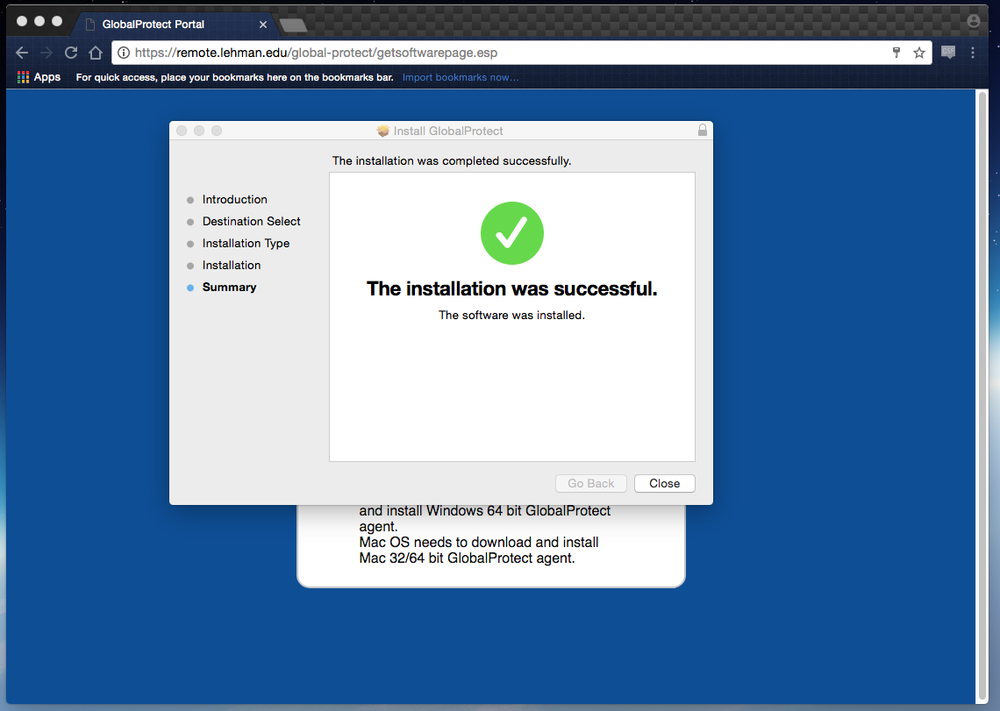 GlobalProtect Portal
https://remote.lehman.edu/global-protect/getsoftwarepage.esp
Apps For quick access, place your bookmarks here on the bookmarks bar. Import bookmarks now...
Install GlobalProtect
The installation was completed successfully.
Introduction
Destination Select
Installation Type
Installation
Summary
The installation was successful.
The software was installed.
Go Back Close
and install Windows 64 bit GlobalProtect
agent.
Mac OS needs to download and install
Mac 32/64 bit GlobalProtect agent.